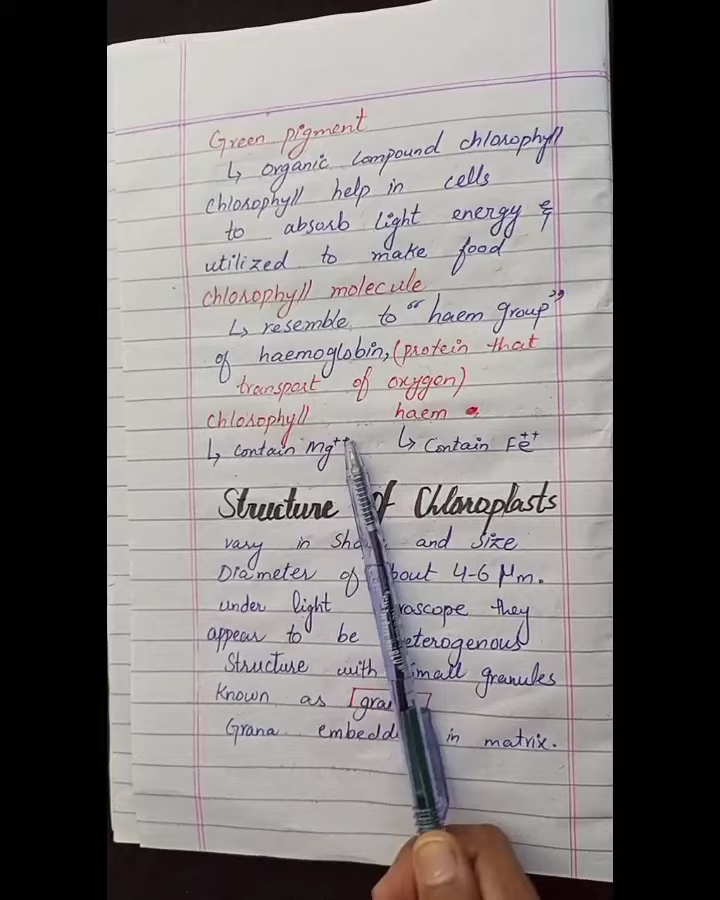 Green pigment
↳ organic compound chlorophyll
chlorophyll help in cells
to absorb light energy &
utilized to make food
chlorophyll molecule
↳ resemble to "haem group"
of haemoglobin, (protein that
transport of oxygen)
chlorophyll haem
↳ contain Mg++ ↳ Contain Fe++
Structure of Chloroplasts
vary in and Size
Diameter of about 4-6 μm.
under light they
appear to be heterogenous
Structure with small granules
Known as
Grana in matrix.